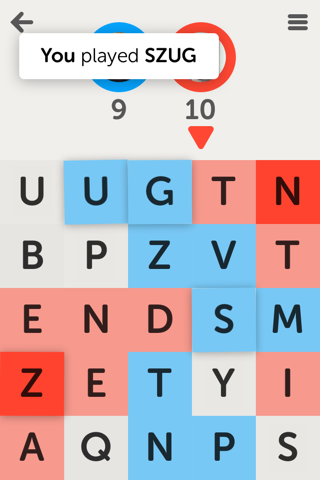 You played SZUG
9 10
U U G T N
B P Z V T
E N D S M
Z E T Y I
A Q N P S